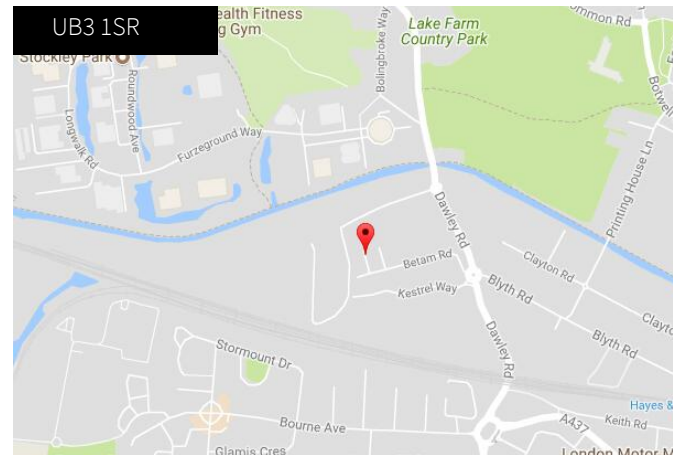 UB3 1SR
ealth Fitness
g Gym
Stockley Park
Lake Farm
Country Park
Bolingbroke Way
mmon Rd
Botwell
Roundwood Ave
Longwalk Rd
Furzeground Way
Printing House Ln
Dawley Rd
Betam Rd
Kestrel Way
Clayton Rd
Blyth Rd
Clayto
Blyth Rd
Dawley Rd
Stormount Dr
Hayes &
Bourne Ave
A437
Keith Rd
Glamis Cres
London Motor M